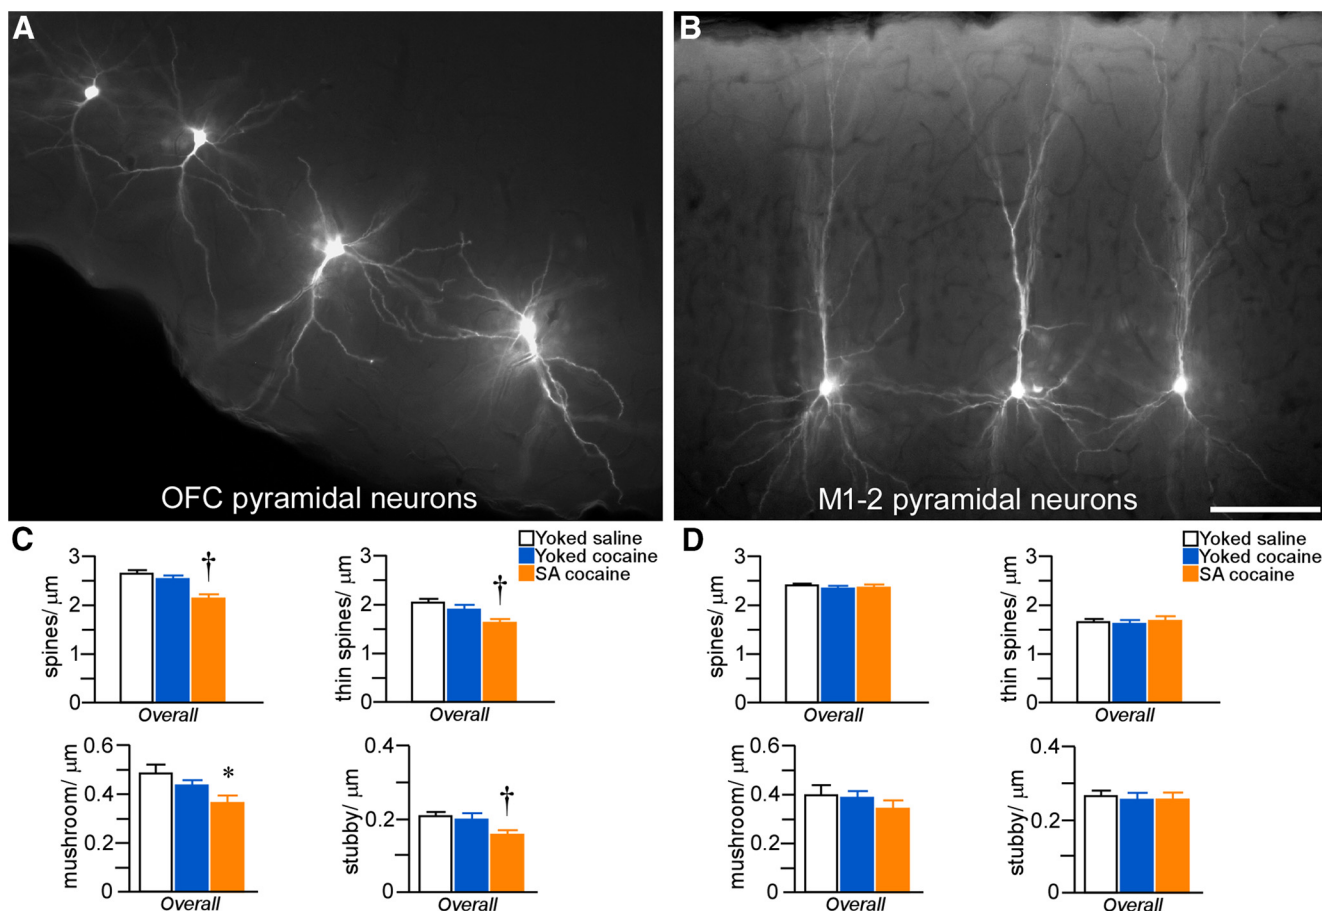 A
OFC pyramidal neurons
B
M1-2 pyramidal neurons
C
Yoked saline
Yoked cocaine
SA cocaine
spines/ μm
3
2
1
0
†
Overall
thin spines/ μm
3
2
1
0
†
Overall
mushroom/ μm
0.6
0.4
0.2
0
*
Overall
stubby/ μm
0.4
0.2
0
†
Overall
D
Yoked saline
Yoked cocaine
SA cocaine
spines/ μm
3
2
1
0
Overall
thin spines/ μm
3
2
1
0
Overall
mushroom/ μm
0.6
0.4
0.2
0
Overall
stubby/ μm
0.4
0.2
0
Overall